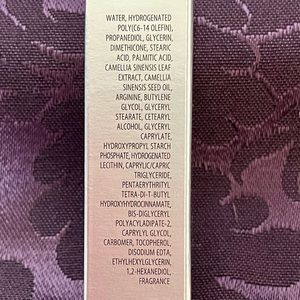 WATER, HYDROGENATED
POLY(C6-14 OLEFIN),
PROPANEDIOL, GLYCERIN,
DIMETHICONE, STEARIC
ACID, PALMITIC ACID,
CAMELLIA SINENSIS LEAF
EXTRACT, CAMELLIA
SINENSIS SEED OIL,
ARGININE, BUTYLENE
GLYCOL, GLYCERYL
STEARATE, CETEARYL
ALCOHOL, GLYCERYL
CAPRYLATE,
HYDROXYPROPYL STARCH
PHOSPHATE, HYDROGENATED
LECITHIN, CAPRYLIC/CAPRIC
TRIGLYCERIDE,
PENTAERYTHRITYL
TETRA-DI-T-BUTYL
HYDROXYHYDROCINNAMATE,
BIS-DIGLYCERYL
POLYACYLADIPATE-2,
CAPRYLYL GLYCOL,
CARBOMER, TOCOPHEROL,
DISODIUM EDTA,
ETHYLHEXYLGLYCERIN,
1,2-HEXANEDIOL,
FRAGRANCE